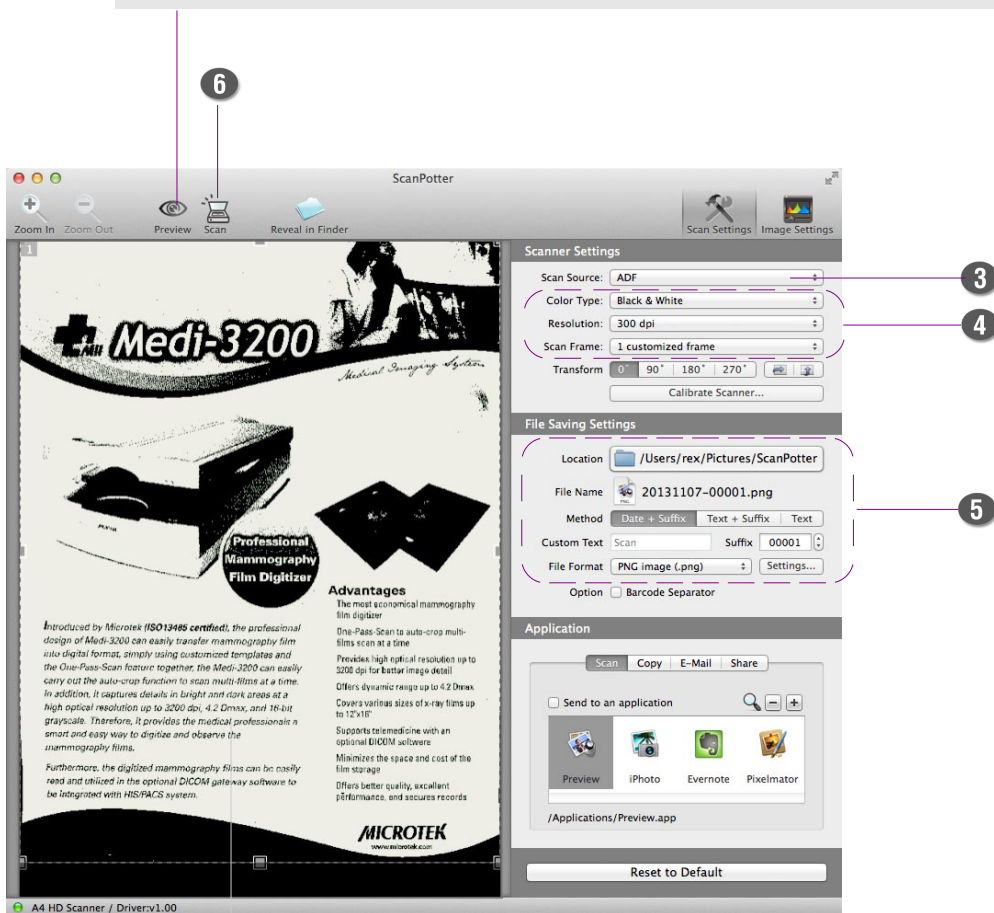 6
ScanPotter
Zoom In Zoom Out Preview Scan Reveal in Finder Scan Settings Image Settings
1
Medi-3200
Medical Imaging System
Professional
Mammography
Film Digitizer
Introduced by Microtek (ISO13485 certified), the professional
design of Medi-3200 can easily transfer mammography film
into digital format, simply using customized templates and
the One-Pass-Scan feature together, the Medi-3200 can easily
carry out the auto-crop function to scan multi-films at a time.
In addition, it captures details in bright and dark areas at a
high optical resolution up to 3200 dpi, 4.2 Dmax, and 16-bit
grayscale. Therefore, it provides the medical professionals a
smart and easy way to digitize and observe the
mammography films.
Furthermore, the digitized mammography films can be easily
read and utilized in the optional DICOM gateway software to
be integrated with HIS/PACS system.
Advantages
The most economical mammography
film digitizer
One-Pass-Scan to auto-crop multi-
films scan at a time
Provides high optical resolution up to
3200 dpi for better image detail
Offers dynamic range up to 4.2 Dmax
Covers various sizes of x-ray films up
to 12"x16"
Supports telemedicine with an
optional DICOM software
Minimizes the space and cost of the
film storage
Offers better quality, excellent
performance, and secures records
MICROTEK
www.microtek.com
Scanner Settings
Scan Source: ADF
3
Color Type: Black & White
Resolution: 300 dpi
4
Scan Frame: 1 customized frame
Transform 0° 90° 180° 270°
Calibrate Scanner...
File Saving Settings
Location /Users/rex/Pictures/ScanPotter
File Name PNG 20131107-00001.png
5
Method Date + Suffix Text + Suffix Text
Custom Text Scan Suffix 00001
File Format PNG image (.png) Settings...
Option Barcode Separator
Application
Scan Copy E-Mail Share
Send to an application
Preview iPhoto Evernote Pixelmator
/Applications/Preview.app
Reset to Default
A4 HD Scanner / Driver:v1.00